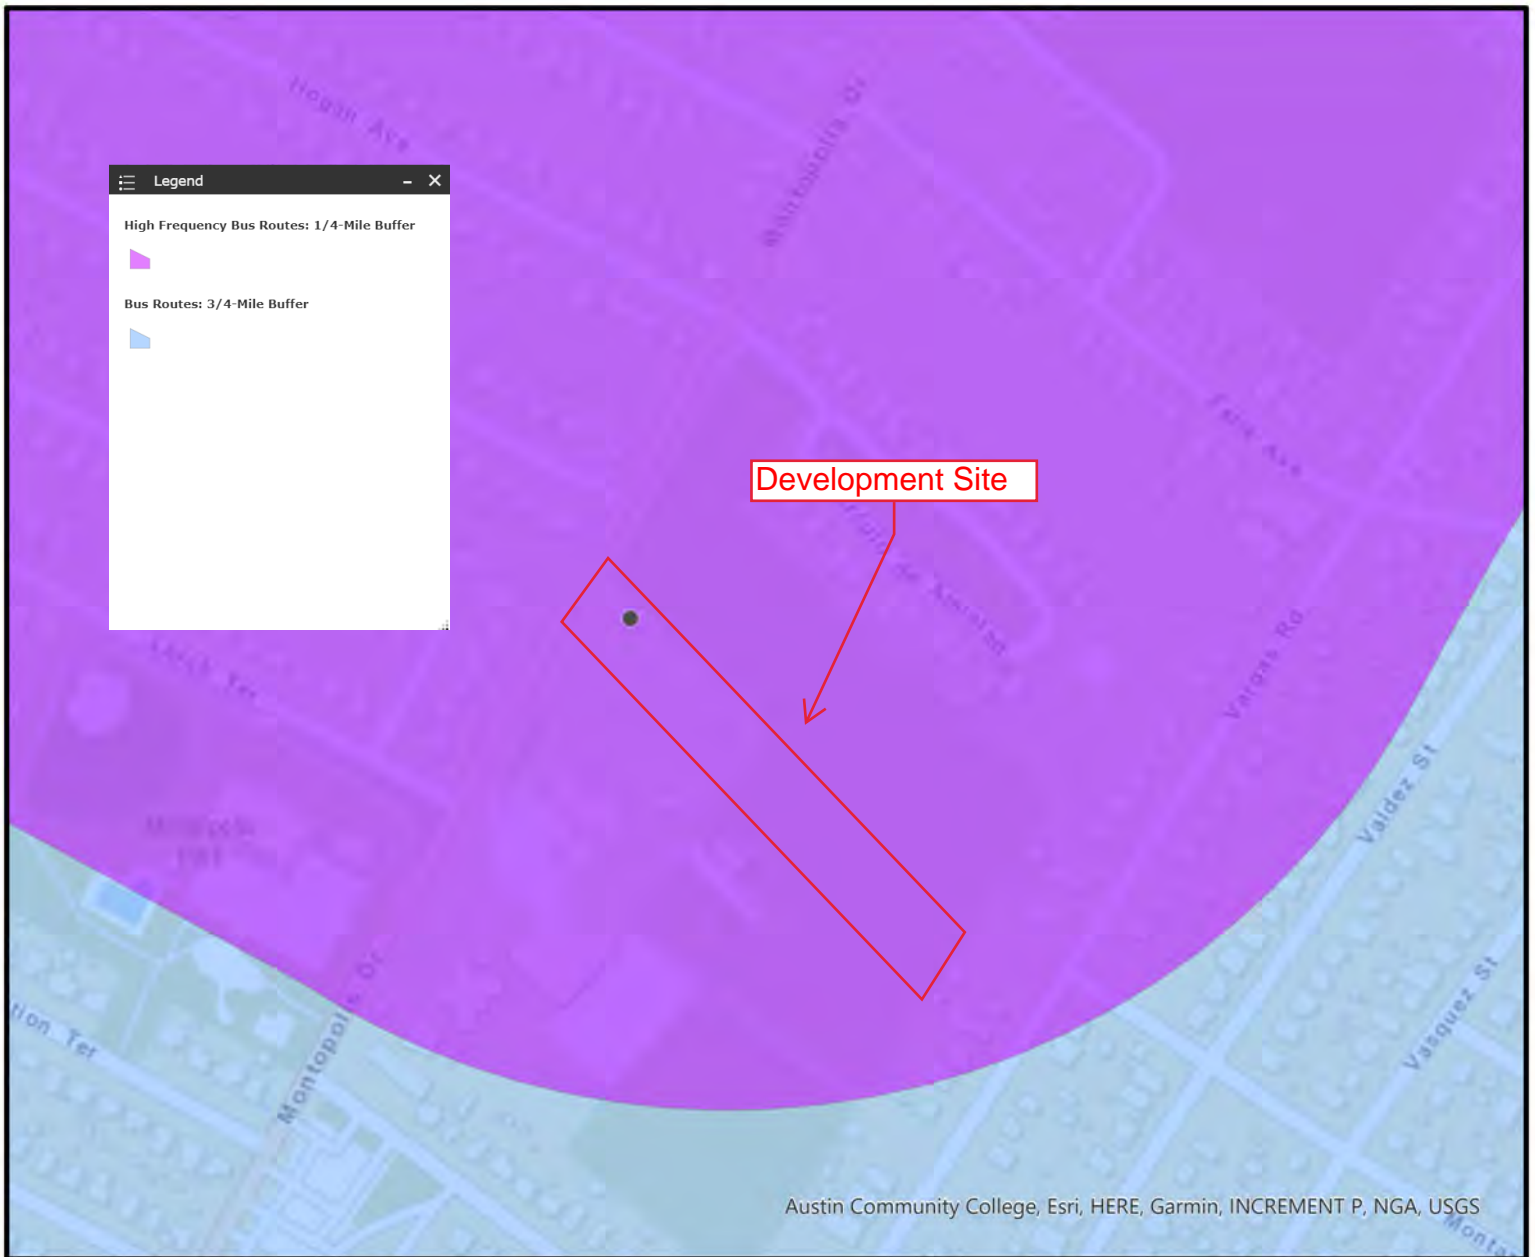 Hogan Ave
Montopolis Dr
Legend
High Frequency Bus Routes: 1/4-Mile Buffer
Bus Routes: 3/4-Mile Buffer
Development Site
Vargas Rd
Valdez St
Montopolis Dr
tion Ter
Vasquez St
Austin Community College, Esri, HERE, Garmin, INCREMENT P, NGA, USGS